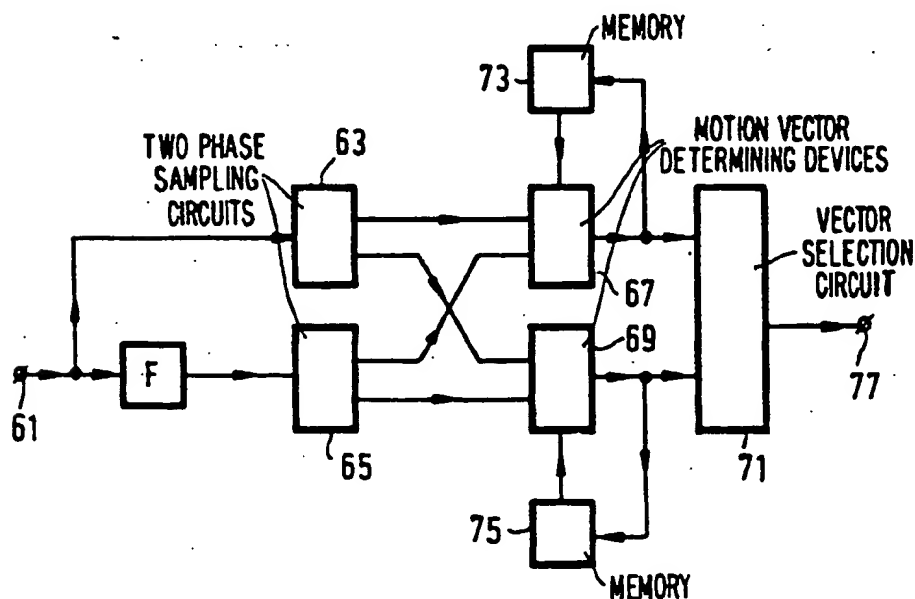 MEMORY
73
TWO PHASE
SAMPLING
CIRCUITS
63
MOTION VECTOR
DETERMINING DEVICES
VECTOR
SELECTION
CIRCUIT
67
69
F
61
77
65
71
75
MEMORY